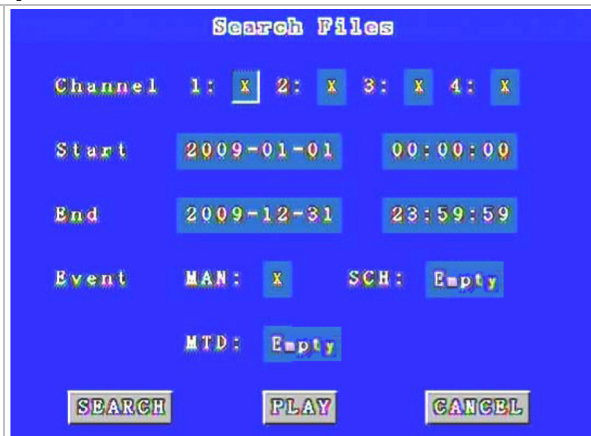 Search Files
Channel 1: X 2: X 3: X 4: X
Start 2009-01-01 00:00:00
End 2009-12-31 23:59:59
Event MAN: X SCH: Empty
MTD: Empty
SEARCH PLAY CANCEL